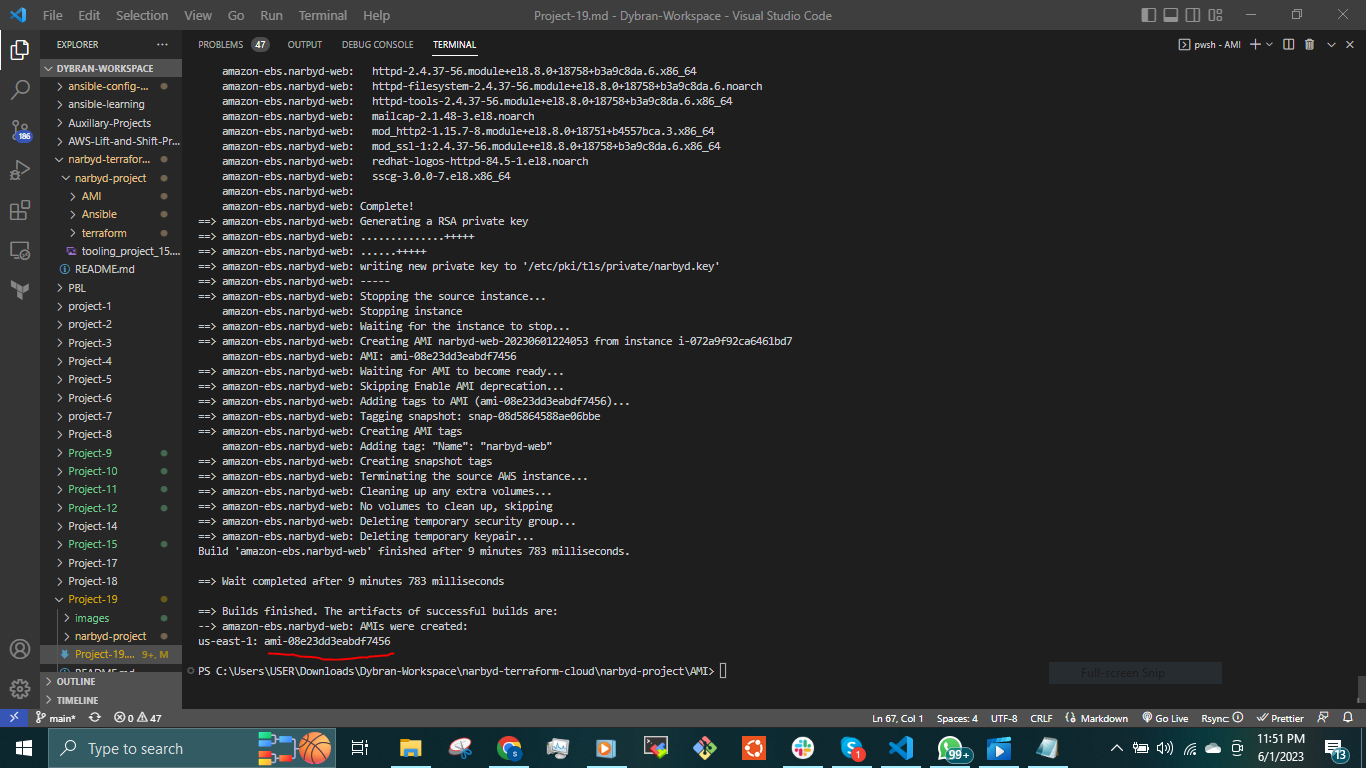 File Edit Selection View Go Run Terminal Help
Project-19.md - Dybran-Workspace - Visual Studio Code
EXPLORER
DYBRAN-WORKSPACE
ansible-config-...
ansible-learning
Auxillary-Projects
AWS-Lift-and-Shift-Pr...
narbyd-terrafor...
narbyd-project
AMI
Ansible
terraform
tooling_project_15....
README.md
PBL
project-1
project-2
Project-3
Project-4
Project-5
Project-6
project-7
Project-8
Project-9
Project-10
Project-11
Project-12
Project-14
Project-15
Project-17
Project-18
Project-19
images
narbyd-project
Project-19.... 9+, M
README.md
OUTLINE
TIMELINE
186
PROBLEMS 47 OUTPUT DEBUG CONSOLE TERMINAL
pwsh - AMI
amazon-ebs.narbyd-web:   httpd-2.4.37-56.module+el8.8.0+18758+b3a9c8da.6.x86_64
amazon-ebs.narbyd-web:   httpd-filesystem-2.4.37-56.module+el8.8.0+18758+b3a9c8da.6.noarch
amazon-ebs.narbyd-web:   httpd-tools-2.4.37-56.module+el8.8.0+18758+b3a9c8da.6.x86_64
amazon-ebs.narbyd-web:   mailcap-2.1.48-3.el8.noarch
amazon-ebs.narbyd-web:   mod_http2-1.15.7-8.module+el8.8.0+18751+b4557bca.3.x86_64
amazon-ebs.narbyd-web:   mod_ssl-1:2.4.37-56.module+el8.8.0+18758+b3a9c8da.6.x86_64
amazon-ebs.narbyd-web:   redhat-logos-httpd-84.5-1.el8.noarch
amazon-ebs.narbyd-web:   sscg-3.0.0-7.el8.x86_64
amazon-ebs.narbyd-web:
amazon-ebs.narbyd-web: Complete!
==> amazon-ebs.narbyd-web: Generating a RSA private key
==> amazon-ebs.narbyd-web: ..............+++++
==> amazon-ebs.narbyd-web: ......+++++
==> amazon-ebs.narbyd-web: writing new private key to '/etc/pki/tls/private/narbyd.key'
==> amazon-ebs.narbyd-web: -----
==> amazon-ebs.narbyd-web: Stopping the source instance...
amazon-ebs.narbyd-web: Stopping instance
==> amazon-ebs.narbyd-web: Waiting for the instance to stop...
==> amazon-ebs.narbyd-web: Creating AMI narbyd-web-20230601224053 from instance i-072a9f92ca6461bd7
amazon-ebs.narbyd-web: AMI: ami-08e23dd3eabdf7456
==> amazon-ebs.narbyd-web: Waiting for AMI to become ready...
==> amazon-ebs.narbyd-web: Skipping Enable AMI deprecation...
==> amazon-ebs.narbyd-web: Adding tags to AMI (ami-08e23dd3eabdf7456)...
==> amazon-ebs.narbyd-web: Tagging snapshot: snap-08d5864588ae06bbe
==> amazon-ebs.narbyd-web: Creating AMI tags
amazon-ebs.narbyd-web: Adding tag: "Name": "narbyd-web"
==> amazon-ebs.narbyd-web: Creating snapshot tags
==> amazon-ebs.narbyd-web: Terminating the source AWS instance...
==> amazon-ebs.narbyd-web: Cleaning up any extra volumes...
==> amazon-ebs.narbyd-web: No volumes to clean up, skipping
==> amazon-ebs.narbyd-web: Deleting temporary security group...
==> amazon-ebs.narbyd-web: Deleting temporary keypair...
Build 'amazon-ebs.narbyd-web' finished after 9 minutes 783 milliseconds.
==> Wait completed after 9 minutes 783 milliseconds
==> Builds finished. The artifacts of successful builds are:
--> amazon-ebs.narbyd-web: AMIs were created:
us-east-1: ami-08e23dd3eabdf7456
PS C:\Users\USER\Downloads\Dybran-Workspace\narbyd-terraform-cloud\narbyd-project\AMI>
Full-screen Snip
main* 0 47
Ln 67, Col 1 Spaces: 4 UTF-8 CRLF Markdown Go Live Rsync: Prettier
Type to search
1
99+
11:51 PM
6/1/2023
13